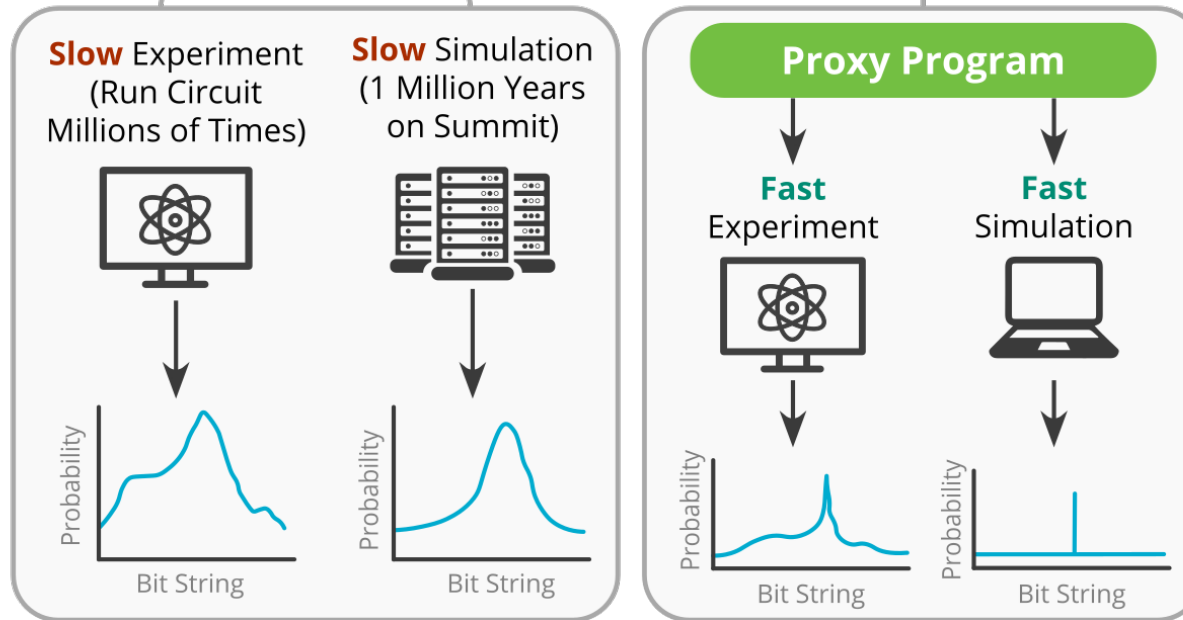 Slow Experiment
(Run Circuit
Millions of Times)
Slow Simulation
(1 Million Years
on Summit)
Probability
Bit String
Probability
Bit String
Proxy Program
Fast
Experiment
Fast
Simulation
Probability
Bit String
Probability
Bit String